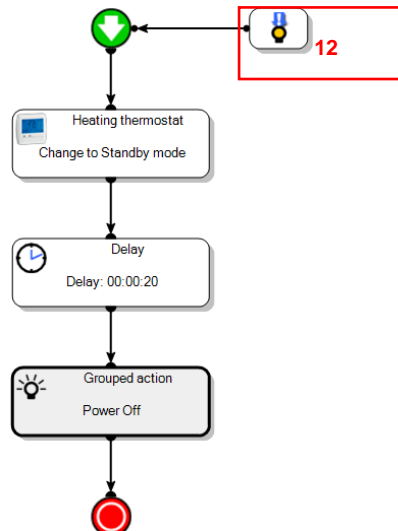 12
Heating thermostat
Change to Standby mode
Delay
Delay: 00:00:20
Grouped action
Power Off